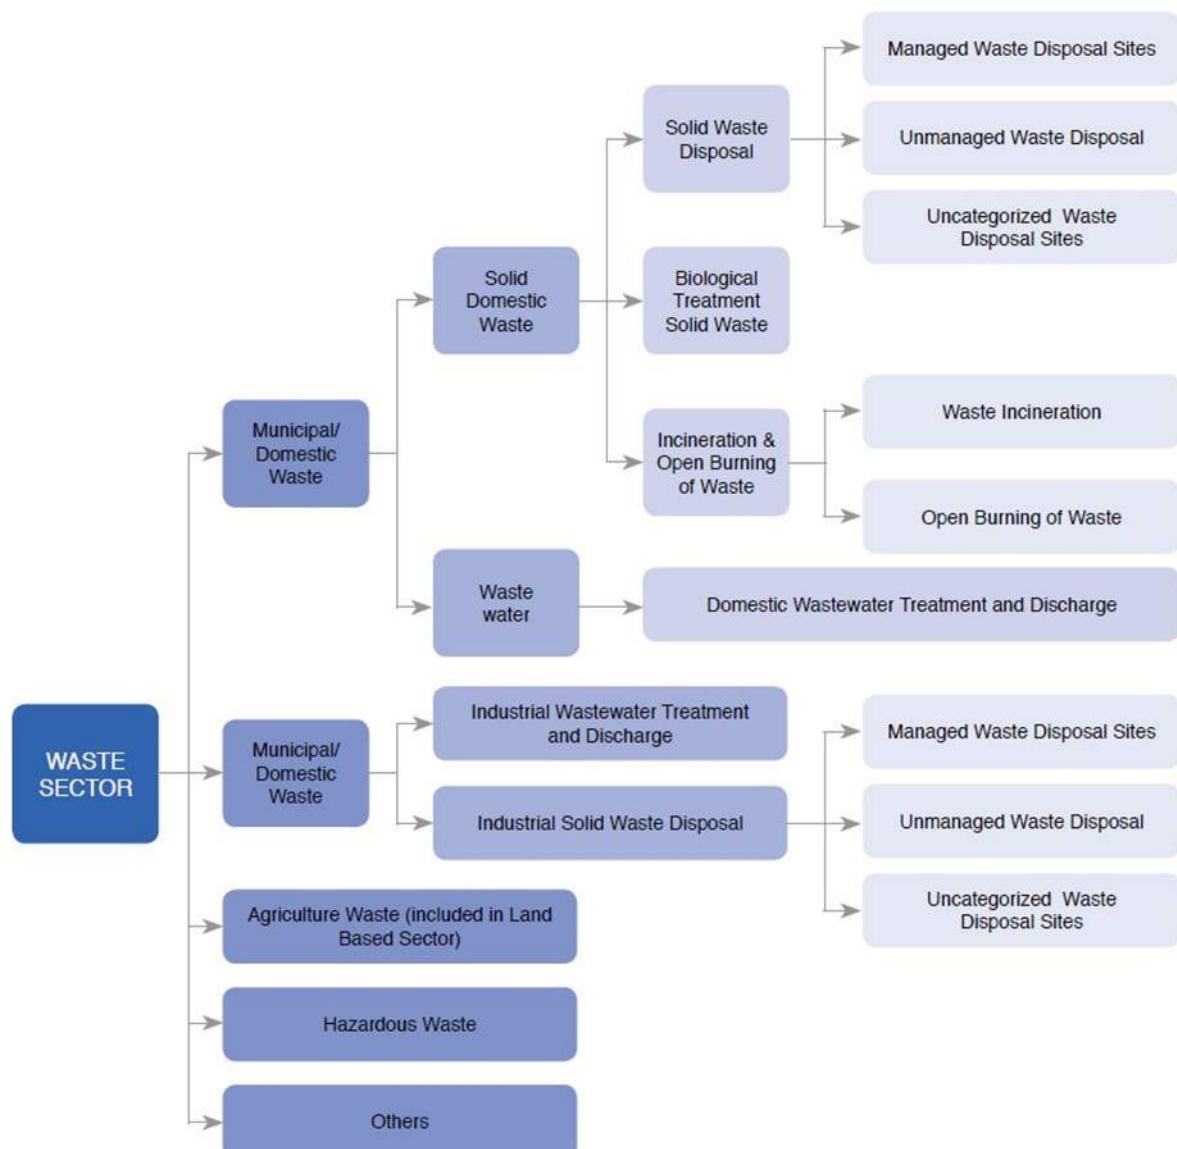 WASTE
SECTOR
Municipal/
Domestic
Waste
Solid
Domestic
Waste
Solid Waste
Disposal
Managed Waste Disposal Sites
Unmanaged Waste Disposal
Uncategorized Waste
Disposal Sites
Biological
Treatment
Solid Waste
Incineration &
Open Burning
of Waste
Waste Incineration
Open Burning of Waste
Waste
water
Domestic Wastewater Treatment and Discharge
Municipal/
Domestic
Waste
Industrial Wastewater Treatment
and Discharge
Industrial Solid Waste Disposal
Managed Waste Disposal Sites
Unmanaged Waste Disposal
Uncategorized Waste
Disposal Sites
Agriculture Waste (included in Land
Based Sector)
Hazardous Waste
Others